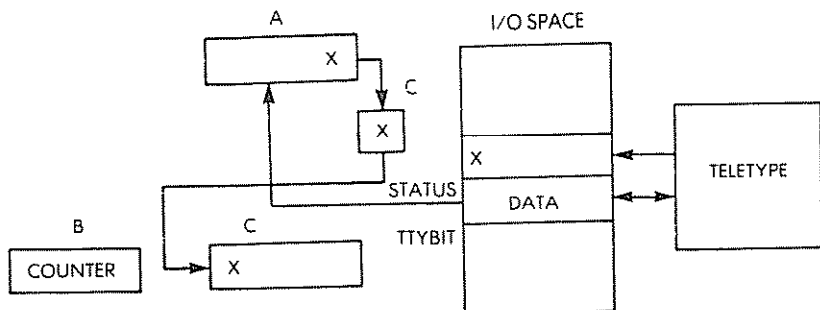 A
I/O SPACE
X
C
X
X
TELETYPE
STATUS
DATA
B
C
TTYBIT
COUNTER
X